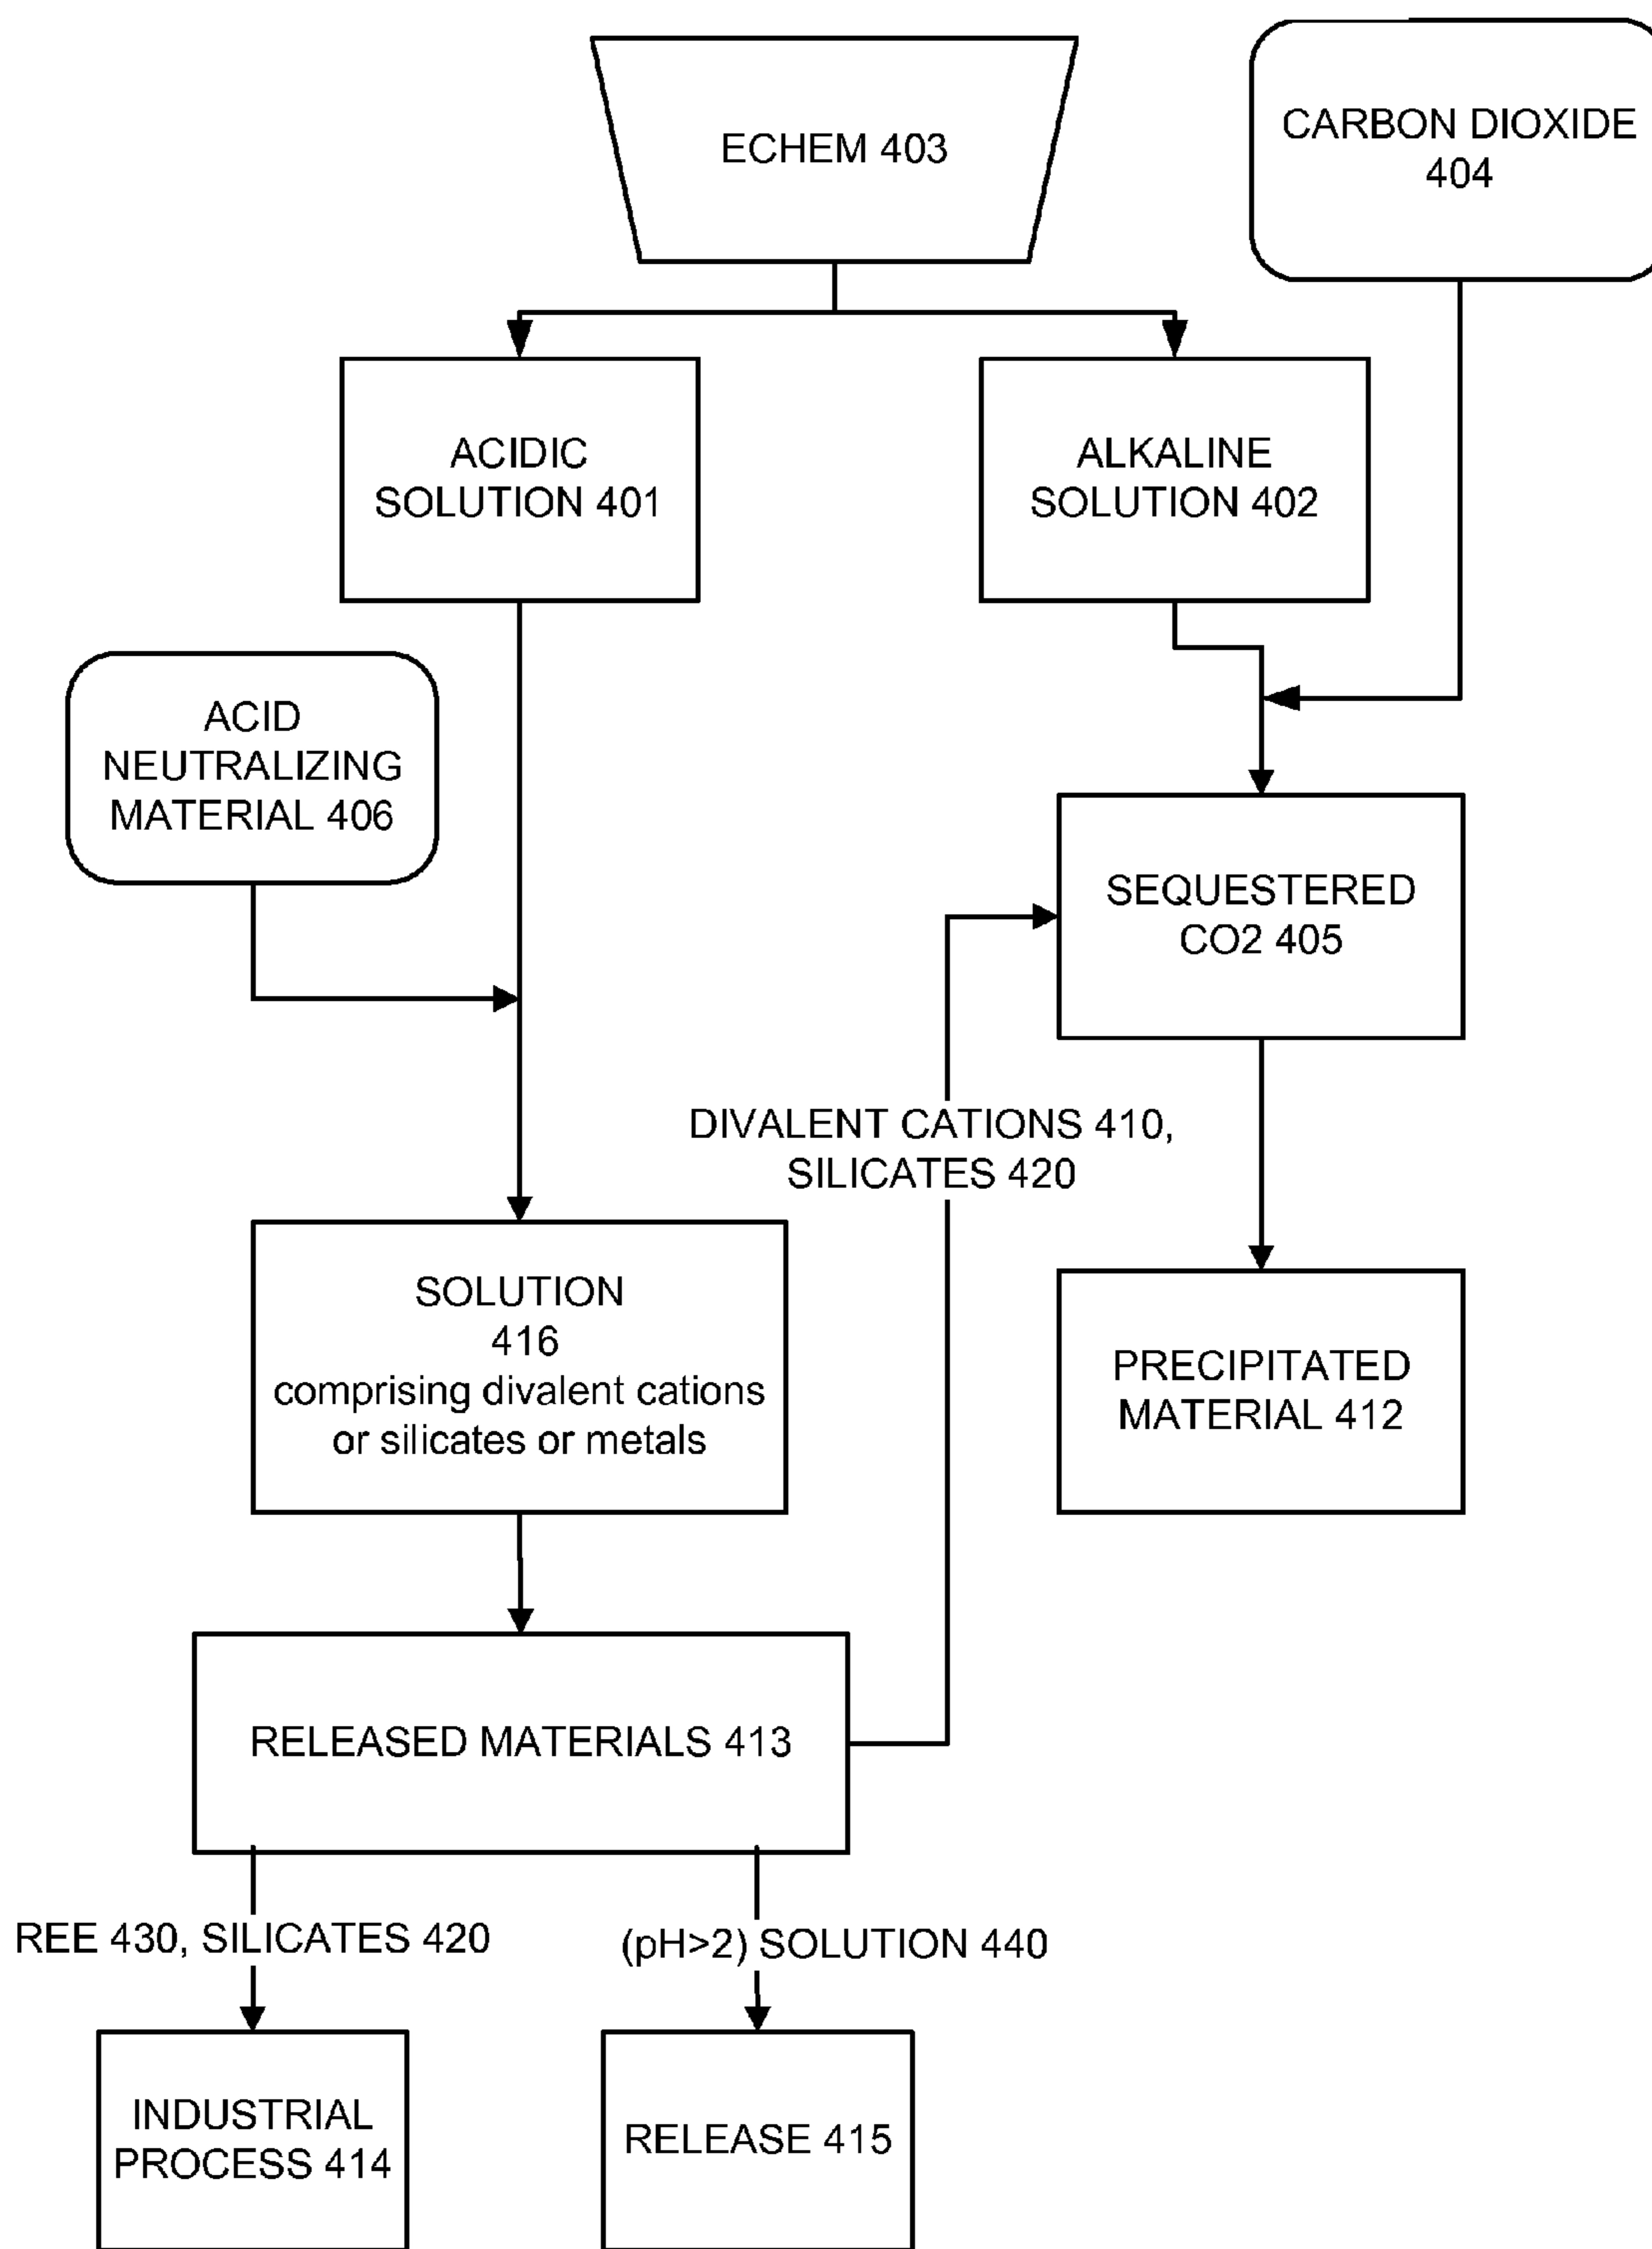 ECHEM 403
CARBON DIOXIDE
404
ACIDIC
SOLUTION 401
ALKALINE
SOLUTION 402
ACID
NEUTRALIZING
MATERIAL 406
SEQUESTERED
CO2 405
DIVALENT CATIONS 410,
SILICATES 420
SOLUTION
416
comprising divalent cations
or silicates or metals
PRECIPITATED
MATERIAL 412
RELEASED MATERIALS 413
REE 430, SILICATES 420
(pH>2) SOLUTION 440
INDUSTRIAL
PROCESS 414
RELEASE 415